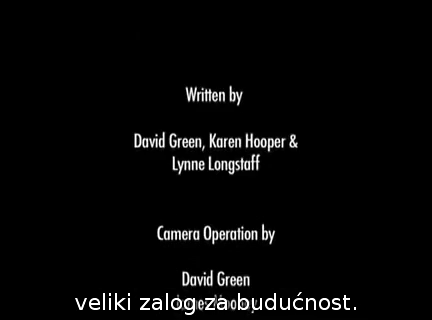 Written by
David Green, Karen Hooper &
Lynne Longstaff
Camera Operation by
David Green
veliki zalog za budućnost.